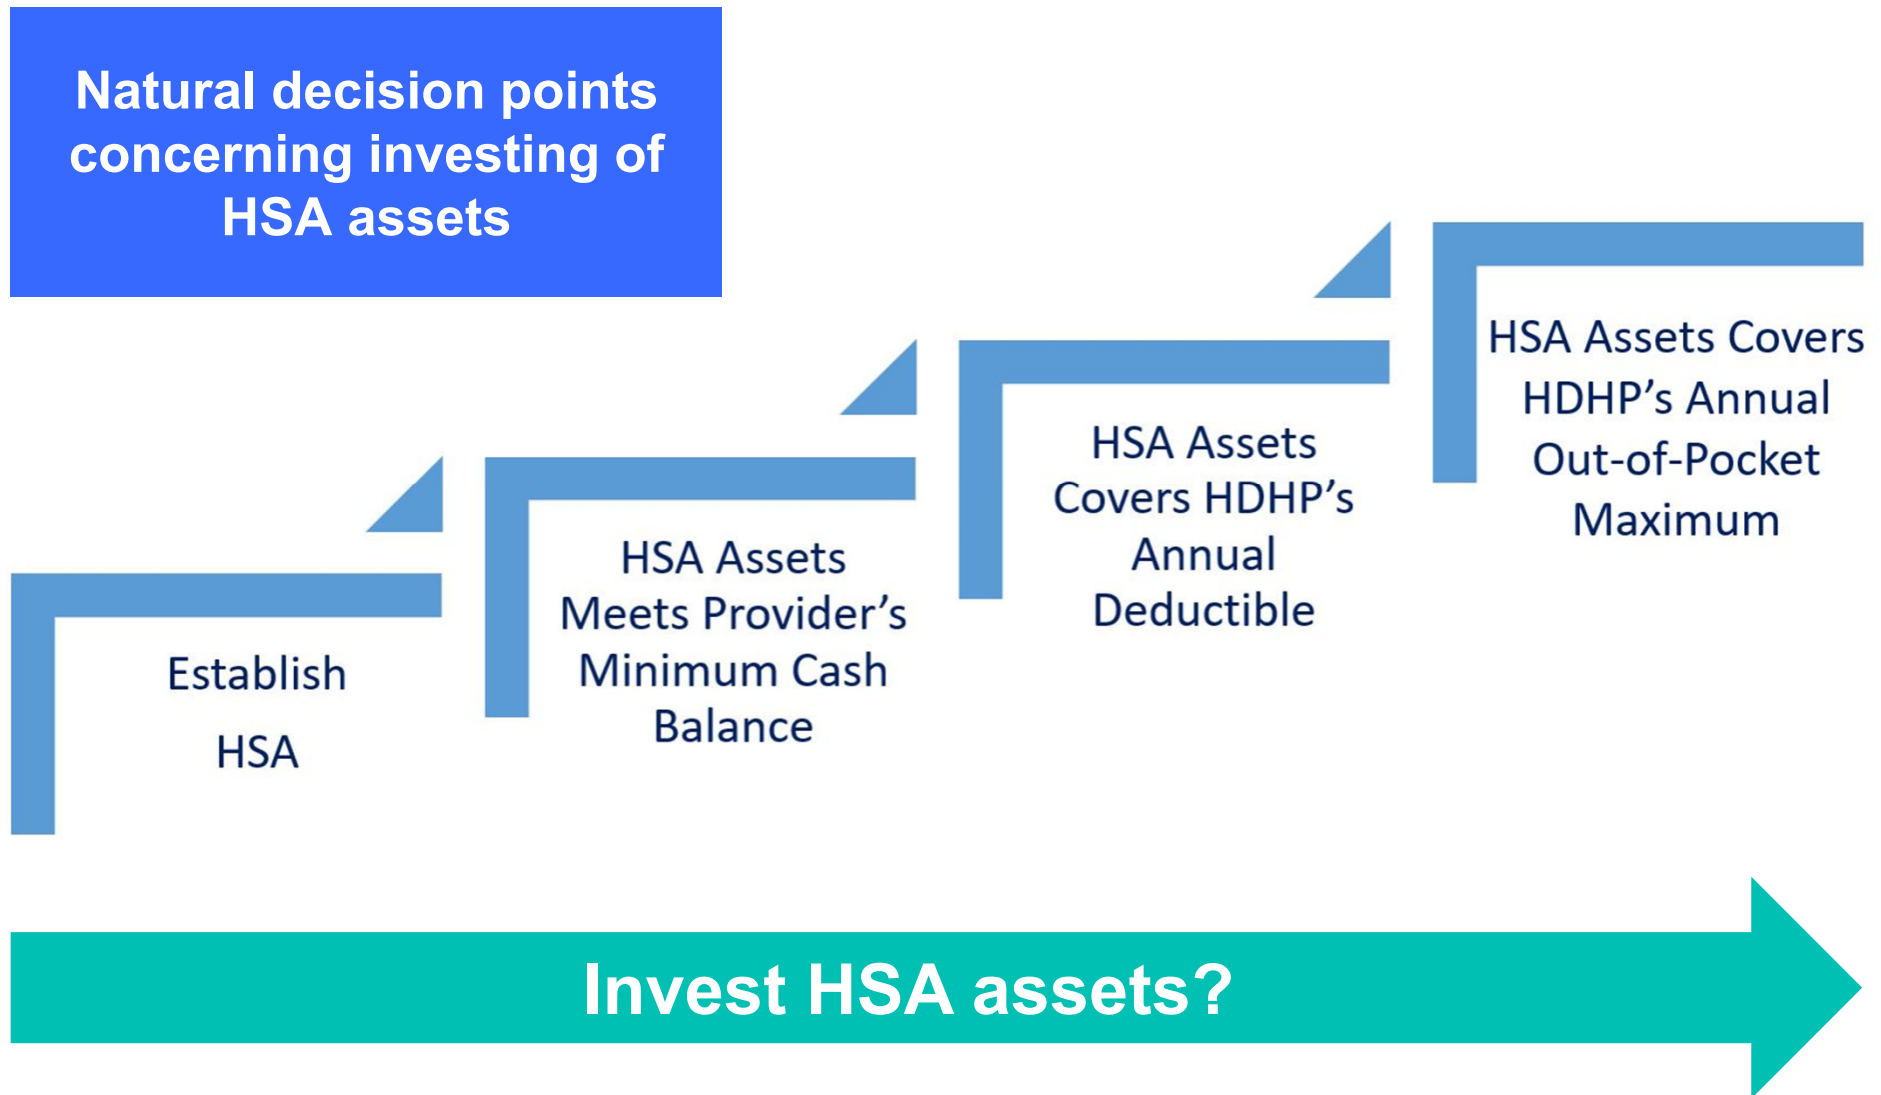 Natural decision points
concerning investing of
HSA assets
Establish
HSA
HSA Assets
Meets Provider’s
Minimum Cash
Balance
HSA Assets
Covers HDHP’s
Annual
Deductible
HSA Assets Covers
HDHP’s Annual
Out-of-Pocket
Maximum
Invest HSA assets?